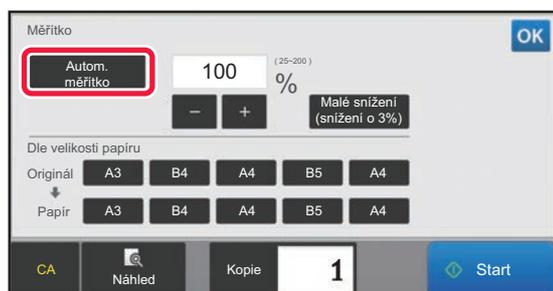 Měřítko
OK
Autom.
měřítko
100
(25~200)
%
−
+
Malé snížení
(snížení o 3%)
Dle velikosti papíru
Originál A3 B4 A4 B5 A4
Papír A3 B4 A4 B5 A4
CA
Náhled
Kopie
1
Start